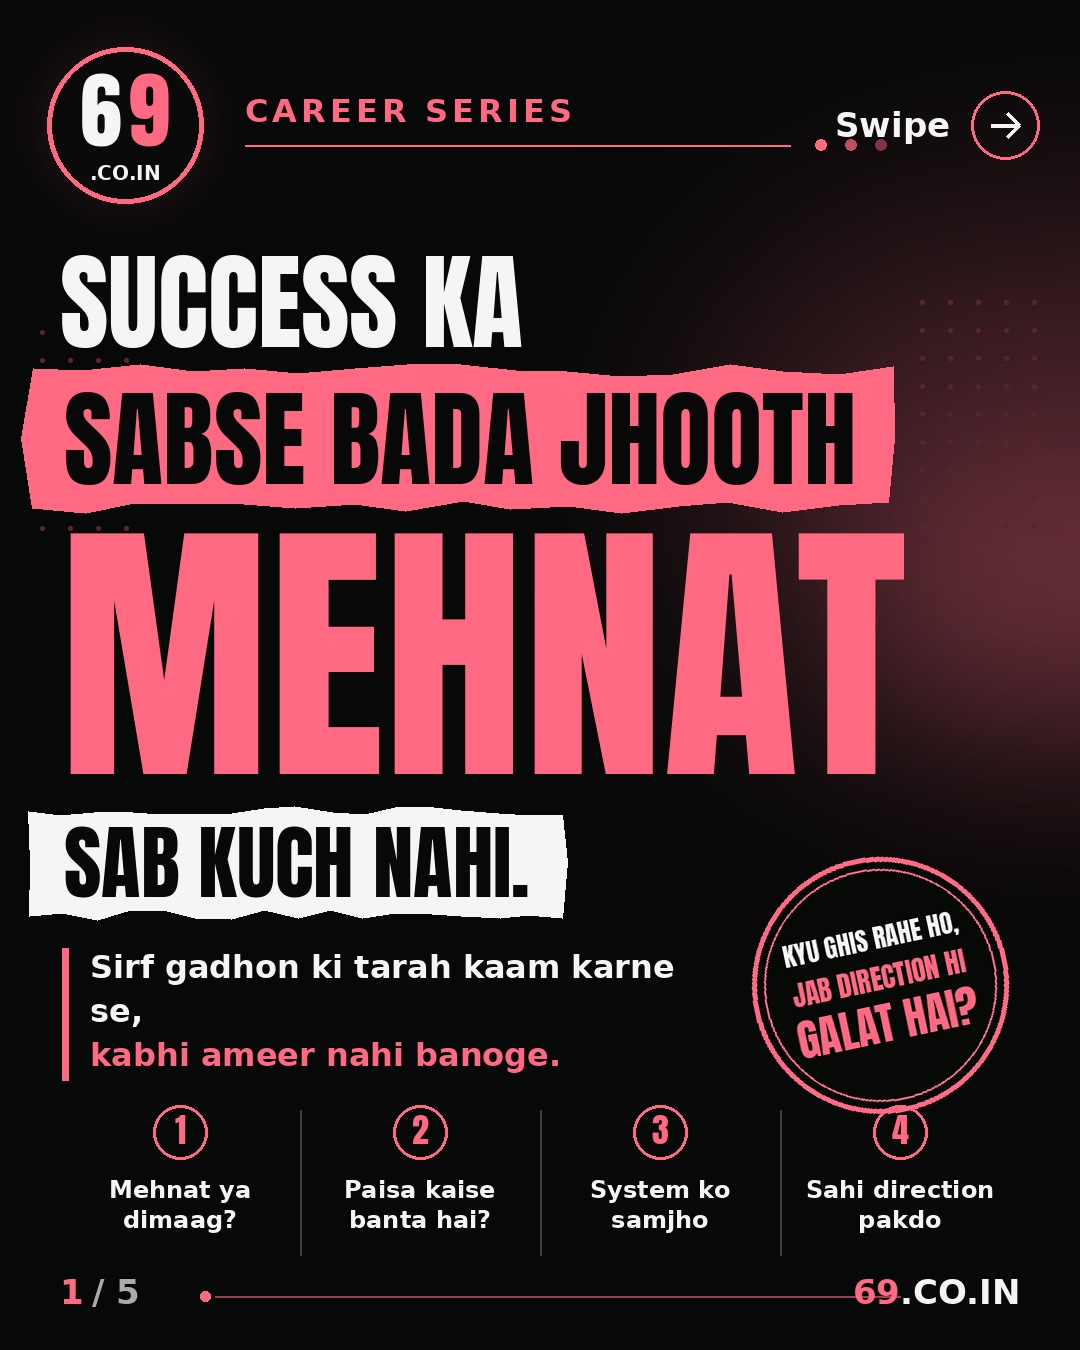 69
.CO.IN
CAREER SERIES
Swipe
SUCCESS KA
SABSE BADA JHOOTH
MEHNAT
SAB KUCH NAHI.
Sirf gadhon ki tarah kaam karne
se,
kabhi ameer nahi banoge.
KYU GHIS RAHE HO,
JAB DIRECTION HI
GALAT HAI?
1
Mehnat ya
dimaag?
2
Paisa kaise
banta hai?
3
System ko
samjho
4
Sahi direction
pakdo
1 / 5
69.CO.IN